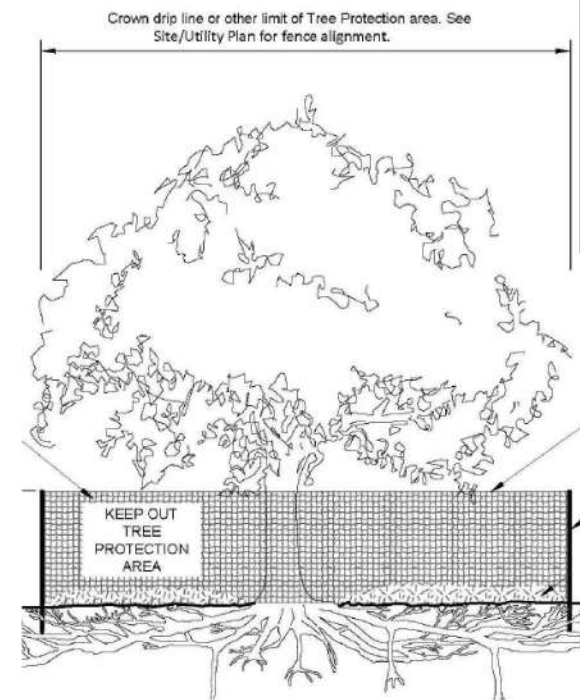 Crown drip line or other limit of Tree Protection area. See
Site/Utility Plan for fence alignment.
KEEP OUT
TREE
PROTECTION
AREA